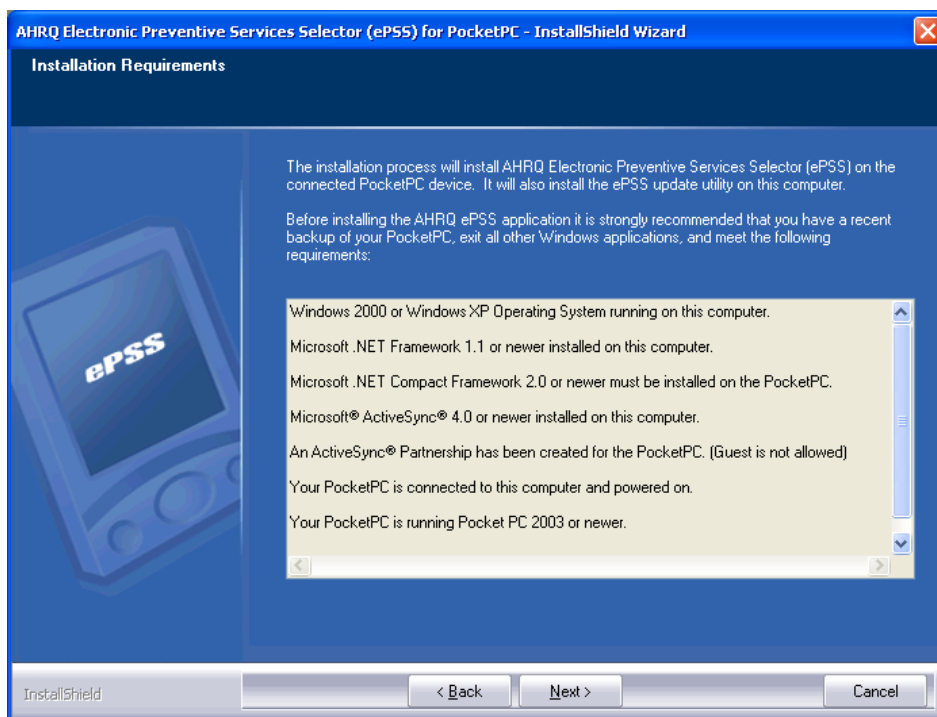 AHRQ Electronic Preventive Services Selector (ePSS) for PocketPC - InstallShield Wizard
Installation Requirements
The installation process will install AHRQ Electronic Preventive Services Selector (ePSS) on the
connected PocketPC device. It will also install the ePSS update utility on this computer.
Before installing the AHRQ ePSS application it is strongly recommended that you have a recent
backup of your PocketPC, exit all other Windows applications, and meet the following
requirements:
Windows 2000 or Windows XP Operating System running on this computer.
Microsoft .NET Framework 1.1 or newer installed on this computer.
Microsoft .NET Compact Framework 2.0 or newer must be installed on the PocketPC.
Microsoft® ActiveSync® 4.0 or newer installed on this computer.
An ActiveSync® Partnership has been created for the PocketPC. (Guest is not allowed)
Your PocketPC is connected to this computer and powered on.
Your PocketPC is running Pocket PC 2003 or newer.
ePSS
InstallShield
< Back
Next >
Cancel